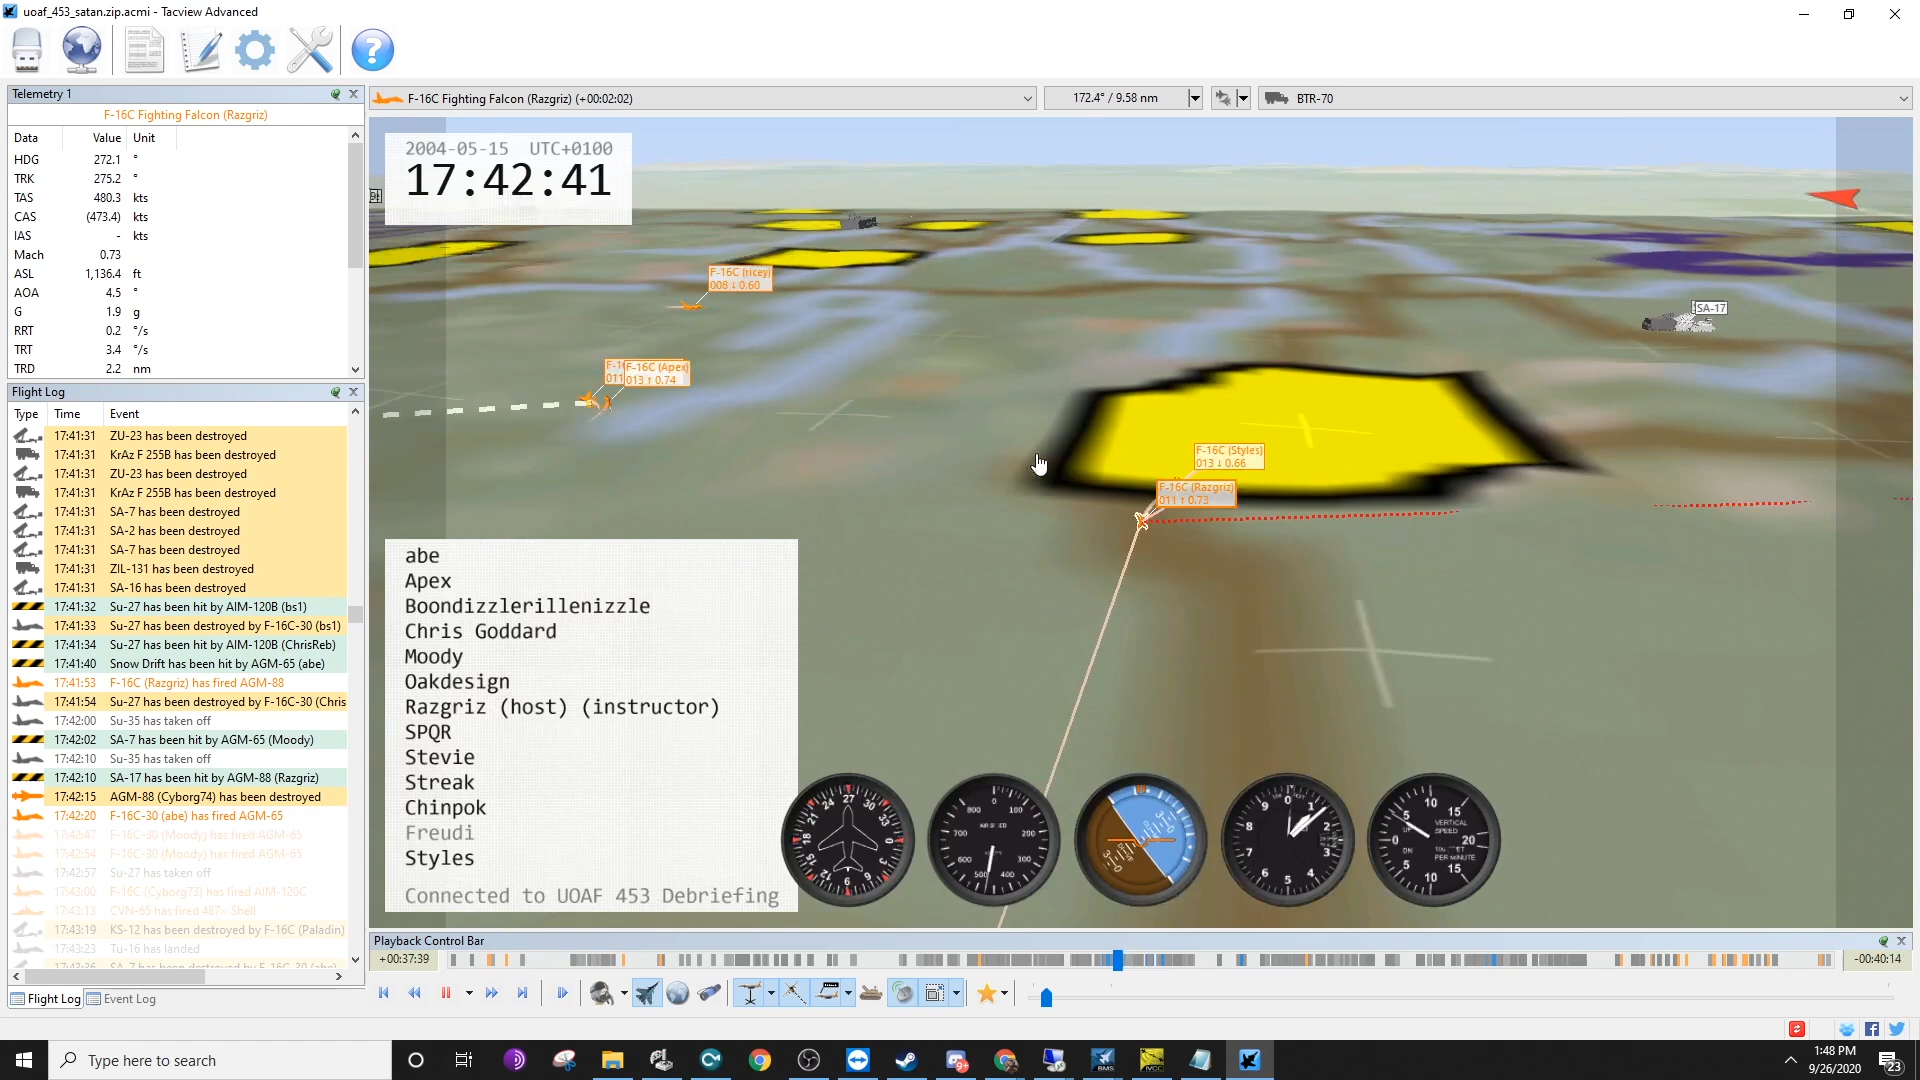 uoaf_453_satan.zip.acmi - Tacview Advanced
Telemetry 1
F-16C Fighting Falcon (Razgriz)
Data Value Unit
HDG 272.1 °
TRK 275.2 °
TAS 480.3 kts
CAS (473.4) kts
IAS - kts
Mach 0.73
ASL 1,136.4 ft
AOA 4.5 °
G 1.9 g
RRT 0.2 °/s
TRT 3.4 °/s
TRD 2.2 nm
Flight Log
Type Time Event
17:41:31 ZU-23 has been destroyed
17:41:31 KrAz F 255B has been destroyed
17:41:31 ZU-23 has been destroyed
17:41:31 KrAz F 255B has been destroyed
17:41:31 SA-7 has been destroyed
17:41:31 SA-2 has been destroyed
17:41:31 SA-7 has been destroyed
17:41:31 ZIL-131 has been destroyed
17:41:31 SA-16 has been destroyed
17:41:32 Su-27 has been hit by AIM-120B (bs1)
17:41:33 Su-27 has been destroyed by F-16C-30 (bs1)
17:41:34 Su-27 has been hit by AIM-120B (ChrisReb)
17:41:40 Snow Drift has been hit by AGM-65 (abe)
17:41:53 F-16C (Razgriz) has fired AGM-88
17:41:54 Su-27 has been destroyed by F-16C-30 (Chris
17:42:00 Su-35 has taken off
17:42:02 SA-7 has been hit by AGM-65 (Moody)
17:42:10 Su-35 has taken off
17:42:10 SA-17 has been hit by AGM-88 (Razgriz)
17:42:15 AGM-88 (Cyborg74) has been destroyed
17:42:20 F-16C-30 (abe) has fired AGM-65
17:42:47 F-16C-30 (Moody) has fired AGM-65
17:42:54 F-16C-30 (Moody) has fired AGM-65
17:42:57 Su-27 has taken off
17:43:00 F-16C (Cyborg73) has fired AIM-120C
17:43:13 CVN-65 has fired 487× Shell
17:43:19 KS-12 has been destroyed by F-16C (Paladin)
17:43:23 Tu-16 has landed
17:43:36 SA-7 has been destroyed by F-16C-30 (abe)
Flight Log Event Log
F-16C Fighting Falcon (Razgriz) (+00:02:02)
172.4° / 9.58 nm
BTR-70
2004-05-15 UTC+0100
17:42:41
F-16C (ricey)
008 ↓ 0.60
F-16C (Apex)
011 013 ↑ 0.74
SA-17
F-16C (Styles)
013 ↓ 0.66
F-16C (Razgriz)
011 ↑ 0.73
abe
Apex
Boondizzlerillenizzle
Chris Goddard
Moody
Oakdesign
Razgriz (host) (instructor)
SPQR
Stevie
Streak
Chinpok
Freudi
Styles
Connected to UOAF 453 Debriefing
VERTICAL
SPEED
PER MINUTE
Playback Control Bar
+00:37:39
-00:40:14
Type here to search
1:48 PM
9/26/2020
23